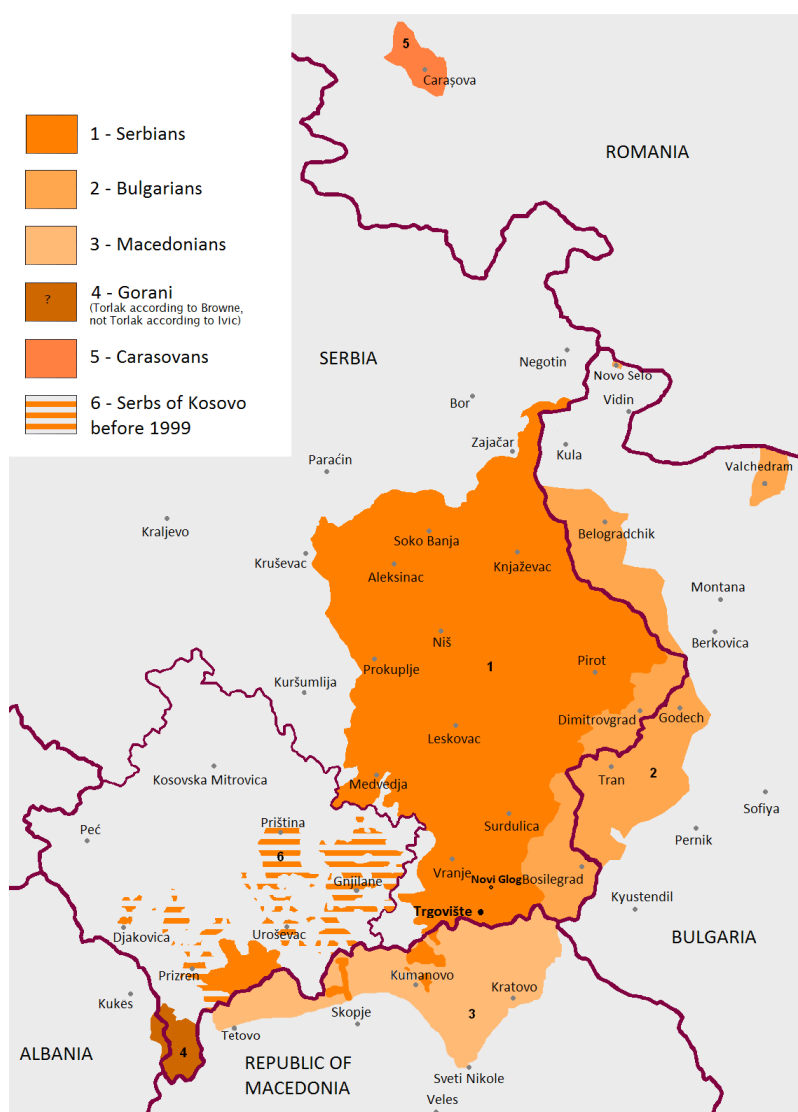 5
Caraşova
ROMANIA
1 - Serbians
2 - Bulgarians
3 - Macedonians
?
4 - Gorani
(Torlak according to Browne,
not Torlak according to Ivic)
5 - Carasovans
6 - Serbs of Kosovo
before 1999
SERBIA
Negotin
Novo Selo
Vidin
Bor
Zajačar
Kula
Paraćin
Valchedram
Kraljevo
Soko Banja
Belogradchik
Kruševac
Aleksinac
Knjaževac
Montana
Niš
Berkovica
Prokuplje
1
Pirot
Kuršumlija
Dimitrovgrad
Godech
Leskovac
Kosovska Mitrovica
Medvedja
Tran
2
Sofiya
Peć
Priština
Surdulica
Pernik
6
Gnjilane
Vranje
Novi Glog
Bosilegrad
Kyustendil
Trgovište
Djakovica
Uroševac
BULGARIA
Prizren
Kumanovo
Kratovo
Kukës
Skopje
3
Tetovo
ALBANIA
4
REPUBLIC OF
MACEDONIA
Sveti Nikole
Veles